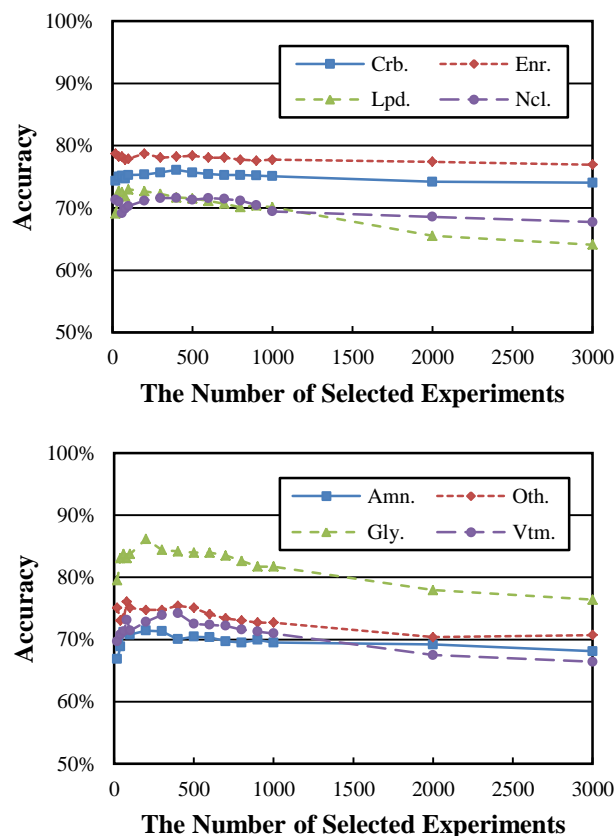 100%
90%
80%
70%
60%
50%
Accuracy
Crb. Enr.
Lpd. Ncl.
0 500 1000 1500 2000 2500 3000
The Number of Selected Experiments
100%
90%
80%
70%
60%
50%
Accuracy
Amn. Oth.
Gly. Vtm.
0 500 1000 1500 2000 2500 3000
The Number of Selected Experiments